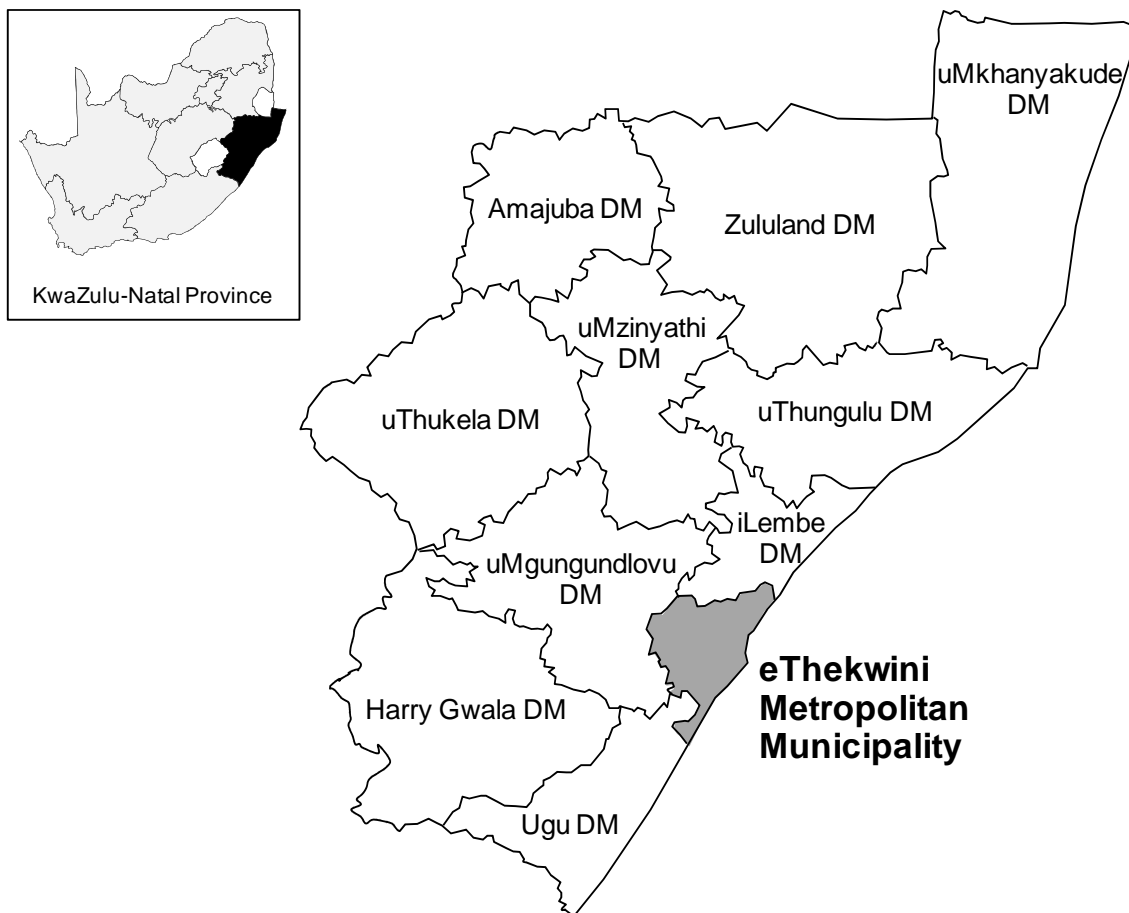 KwaZulu-Natal Province
uMkhanyakude
DM
Amajuba DM
Zululand DM
uMzinyathi
DM
uThukela DM
uThungulu DM
iLembe
DM
uMgungundlovu
DM
eThekwini
Metropolitan
Municipality
Harry Gwala DM
Ugu DM